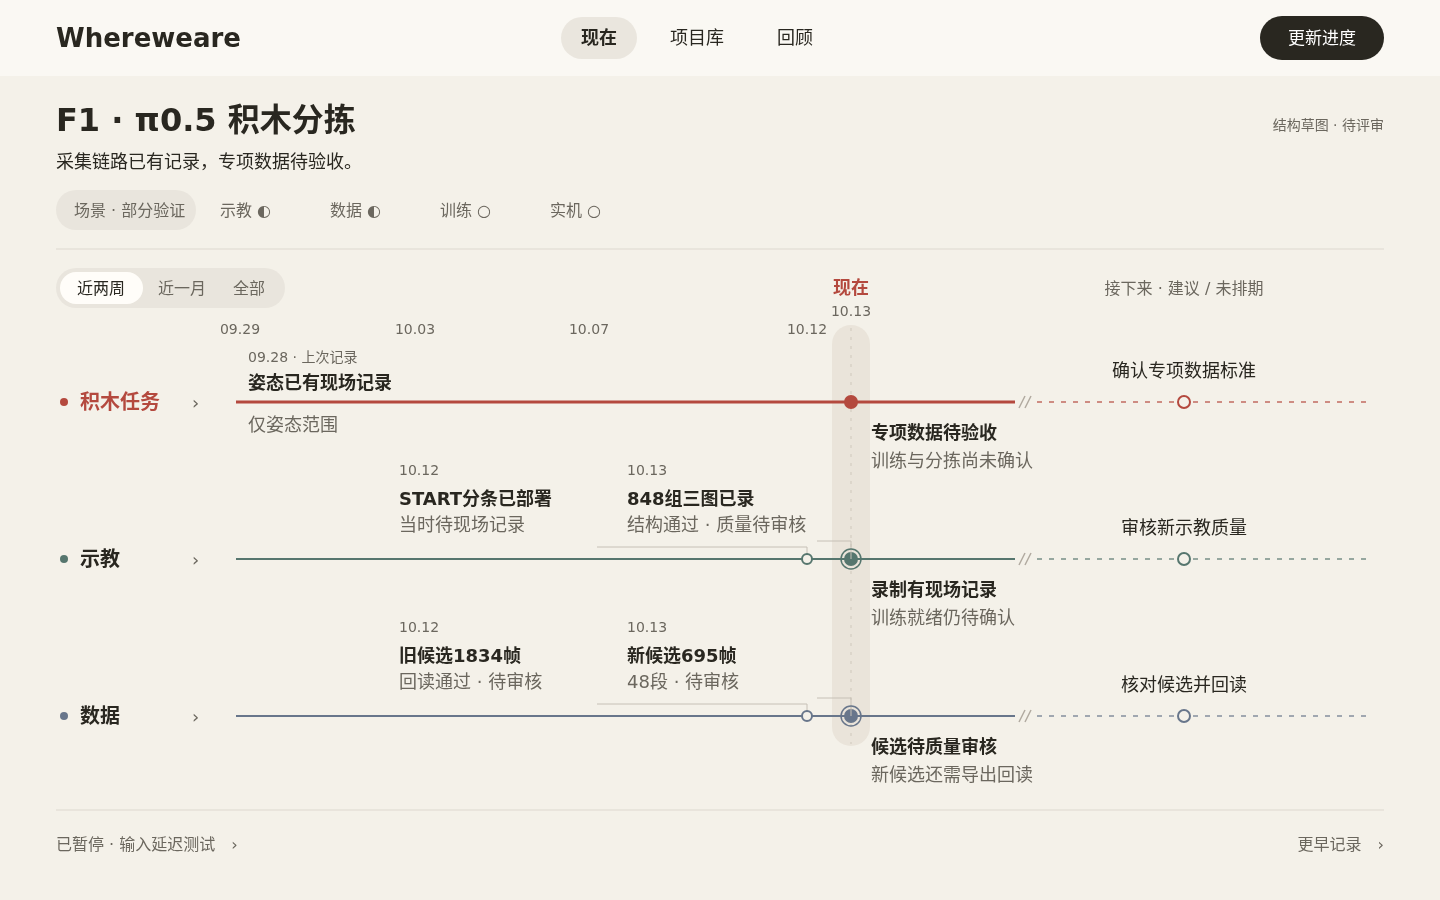 Whereweare
现在
项目库
回顾
更新进度
F1 · π0.5 积木分拣
结构草图 · 待评审
采集链路已有记录，专项数据待验收。
场景 · 部分验证
示教 ◐
数据 ◐
训练 ○
实机 ○
近两周
近一月
全部
现在
接下来 · 建议 / 未排期
10.13
09.29
10.03
10.07
10.12
09.28 · 上次记录
姿态已有现场记录
确认专项数据标准
积木任务 ›
仅姿态范围
专项数据待验收
训练与分拣尚未确认
10.12
START分条已部署
当时待现场记录
10.13
848组三图已录
结构通过 · 质量待审核
审核新示教质量
示教 ›
录制有现场记录
训练就绪仍待确认
10.12
旧候选1834帧
回读通过 · 待审核
10.13
新候选695帧
48段 · 待审核
核对候选并回读
数据 ›
候选待质量审核
新候选还需导出回读
已暂停 · 输入延迟测试 ›
更早记录 ›